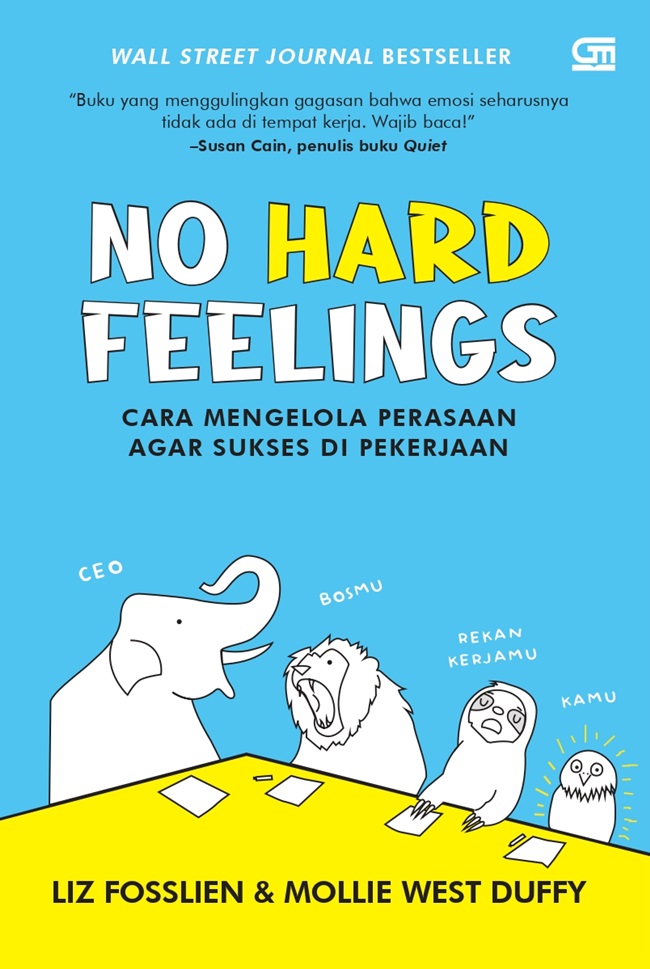 WALL STREET JOURNAL BESTSELLER
GM
“Buku yang menggulingkan gagasan bahwa emosi seharusnya
tidak ada di tempat kerja. Wajib baca!”
–Susan Cain, penulis buku Quiet
NO HARD
FEELINGS
CARA MENGELOLA PERASAAN
AGAR SUKSES DI PEKERJAAN
CEO
BOSMU
REKAN
KERJAMU
KAMU
LIZ FOSSLIEN & MOLLIE WEST DUFFY